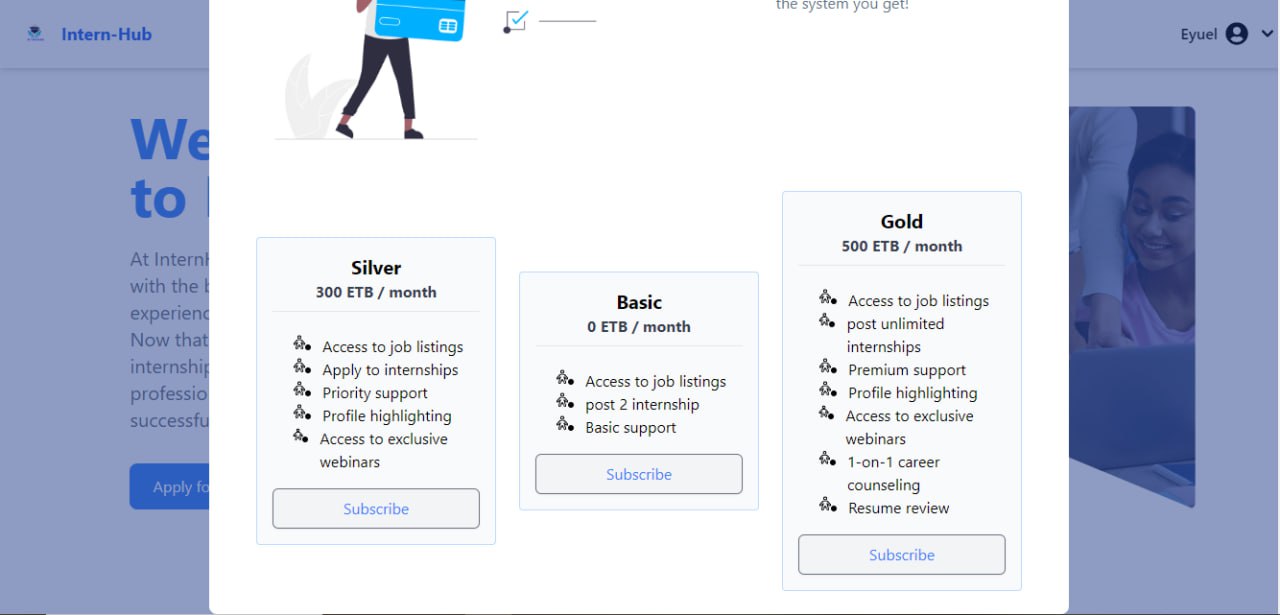 the system you get!
Intern-Hub
Eyuel
We
to
At Intern
with the b
experienc
Now that
internship
professio
successfu
Apply fo
Silver
300 ETB / month
Access to job listings
Apply to internships
Priority support
Profile highlighting
Access to exclusive
webinars
Subscribe
Basic
0 ETB / month
Access to job listings
post 2 internship
Basic support
Subscribe
Gold
500 ETB / month
Access to job listings
post unlimited
internships
Premium support
Profile highlighting
Access to exclusive
webinars
1-on-1 career
counseling
Resume review
Subscribe